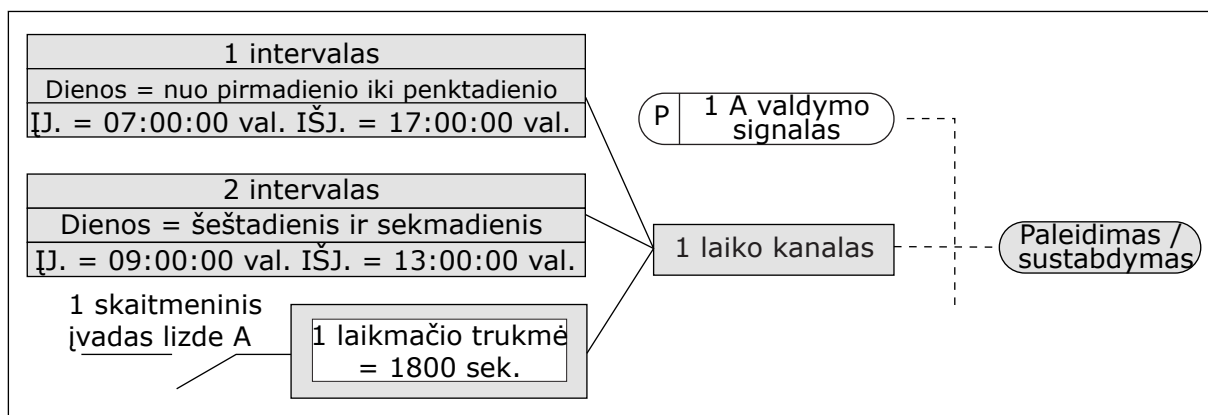 1 intervalas
Dienos = nuo pirmadienio iki penktadienio
ĮJ. = 07:00:00 val. IŠJ. = 17:00:00 val.
2 intervalas
Dienos = šeštadienis ir sekmadienis
ĮJ. = 09:00:00 val. IŠJ. = 13:00:00 val.
1 skaitmeninis
įvadas lizde A
1 laikmačio trukmė
= 1800 sek.
P
1 A valdymo
signalas
1 laiko kanalas
Paleidimas /
sustabdymas